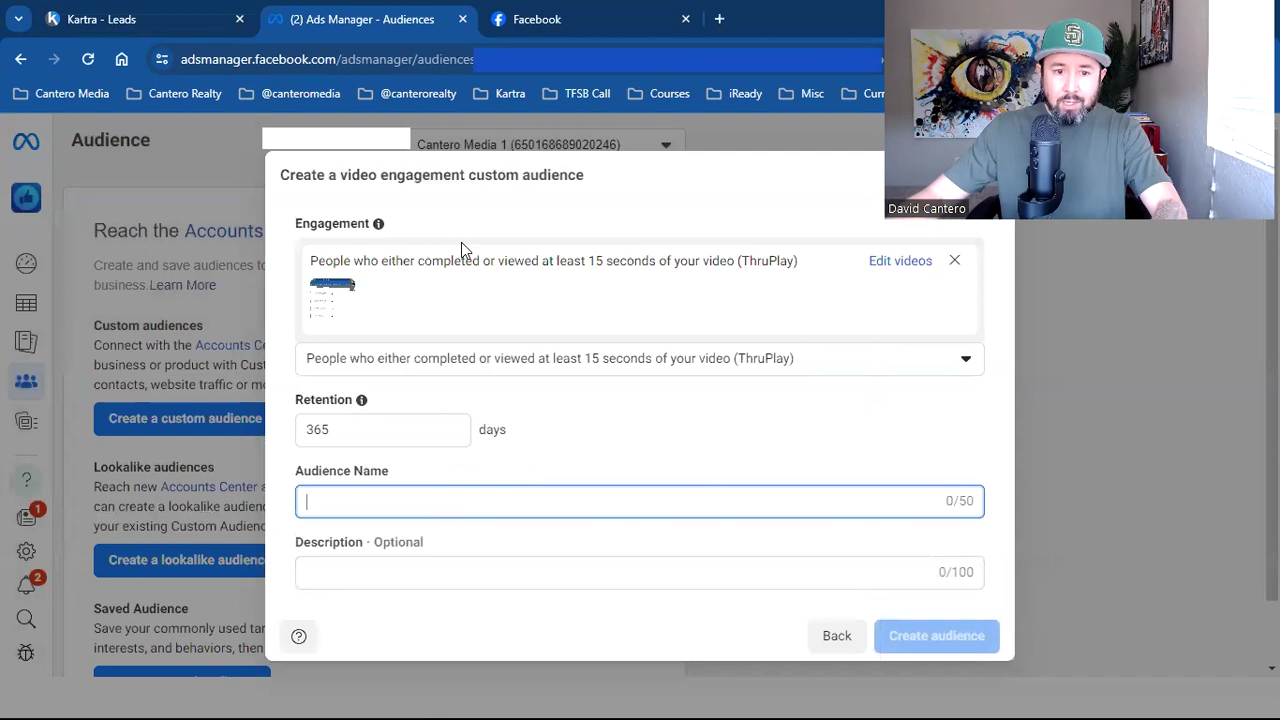 Kartra - Leads
(2) Ads Manager - Audiences
Facebook
adsmanager.facebook.com/adsmanager/audiences
Cantero Media
Cantero Realty
@canteromedia
@canterorealty
Kartra
TFSB Call
Courses
iReady
Misc
Curr
David Cantero
Audience
Cantero Media 1 (650168689020246)
Reach the Accounts
Create and save audiences to
business. Learn More
Custom audiences
Connect with the Accounts Ce
business or product with Cust
contacts, website traffic or mo
Create a custom audience
Lookalike audiences
Reach new Accounts Center a
can create a lookalike audien
your existing Custom Audienc
Create a lookalike audience
Saved Audience
Save your commonly used tar
interests, and behaviors, then
1
2
Create a video engagement custom audience
Engagement
People who either completed or viewed at least 15 seconds of your video (ThruPlay)
Edit videos
People who either completed or viewed at least 15 seconds of your video (ThruPlay)
Retention
365 days
Audience Name
0/50
Description · Optional
0/100
Back
Create audience